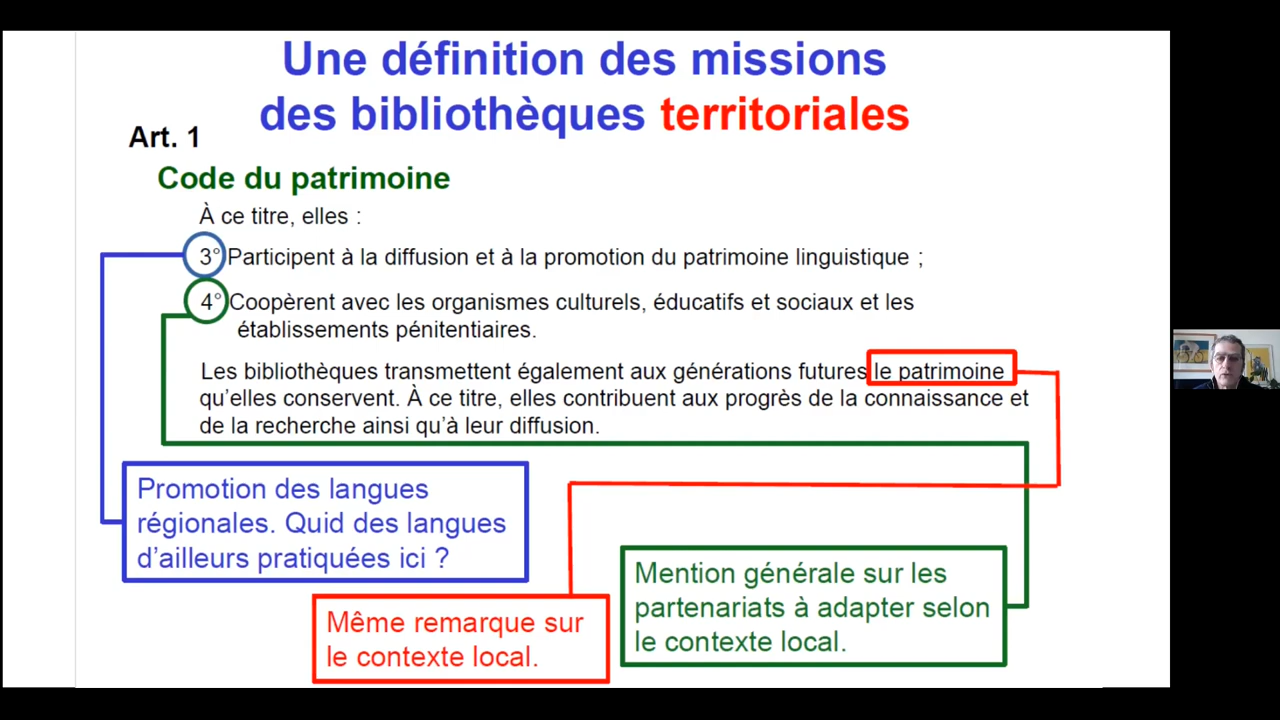 Une définition des missions
des bibliothèques territoriales
Art. 1
Code du patrimoine
À ce titre, elles :
3° Participent à la diffusion et à la promotion du patrimoine linguistique ;
4° Coopèrent avec les organismes culturels, éducatifs et sociaux et les
établissements pénitentiaires.
Les bibliothèques transmettent également aux générations futures le patrimoine
qu’elles conservent. À ce titre, elles contribuent aux progrès de la connaissance et
de la recherche ainsi qu’à leur diffusion.
Promotion des langues
régionales. Quid des langues
d’ailleurs pratiquées ici ?
Même remarque sur
le contexte local.
Mention générale sur les
partenariats à adapter selon
le contexte local.